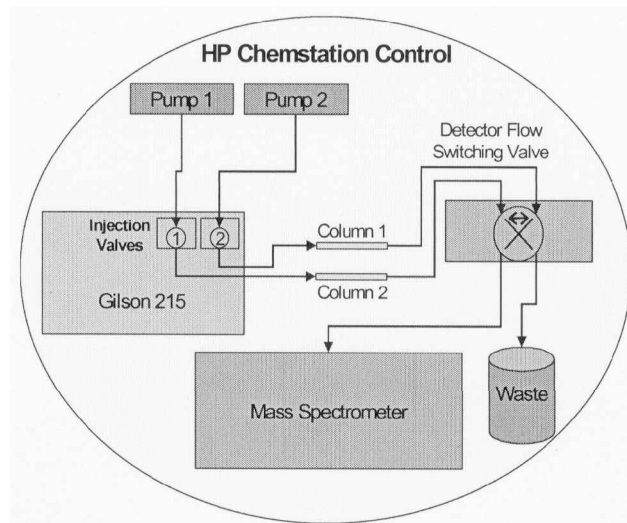 HP Chemstation Control
Pump 1
Pump 2
Detector Flow
Switching Valve
Injection
Valves
1
2
Column 1
Column 2
Gilson 215
Mass Spectrometer
Waste